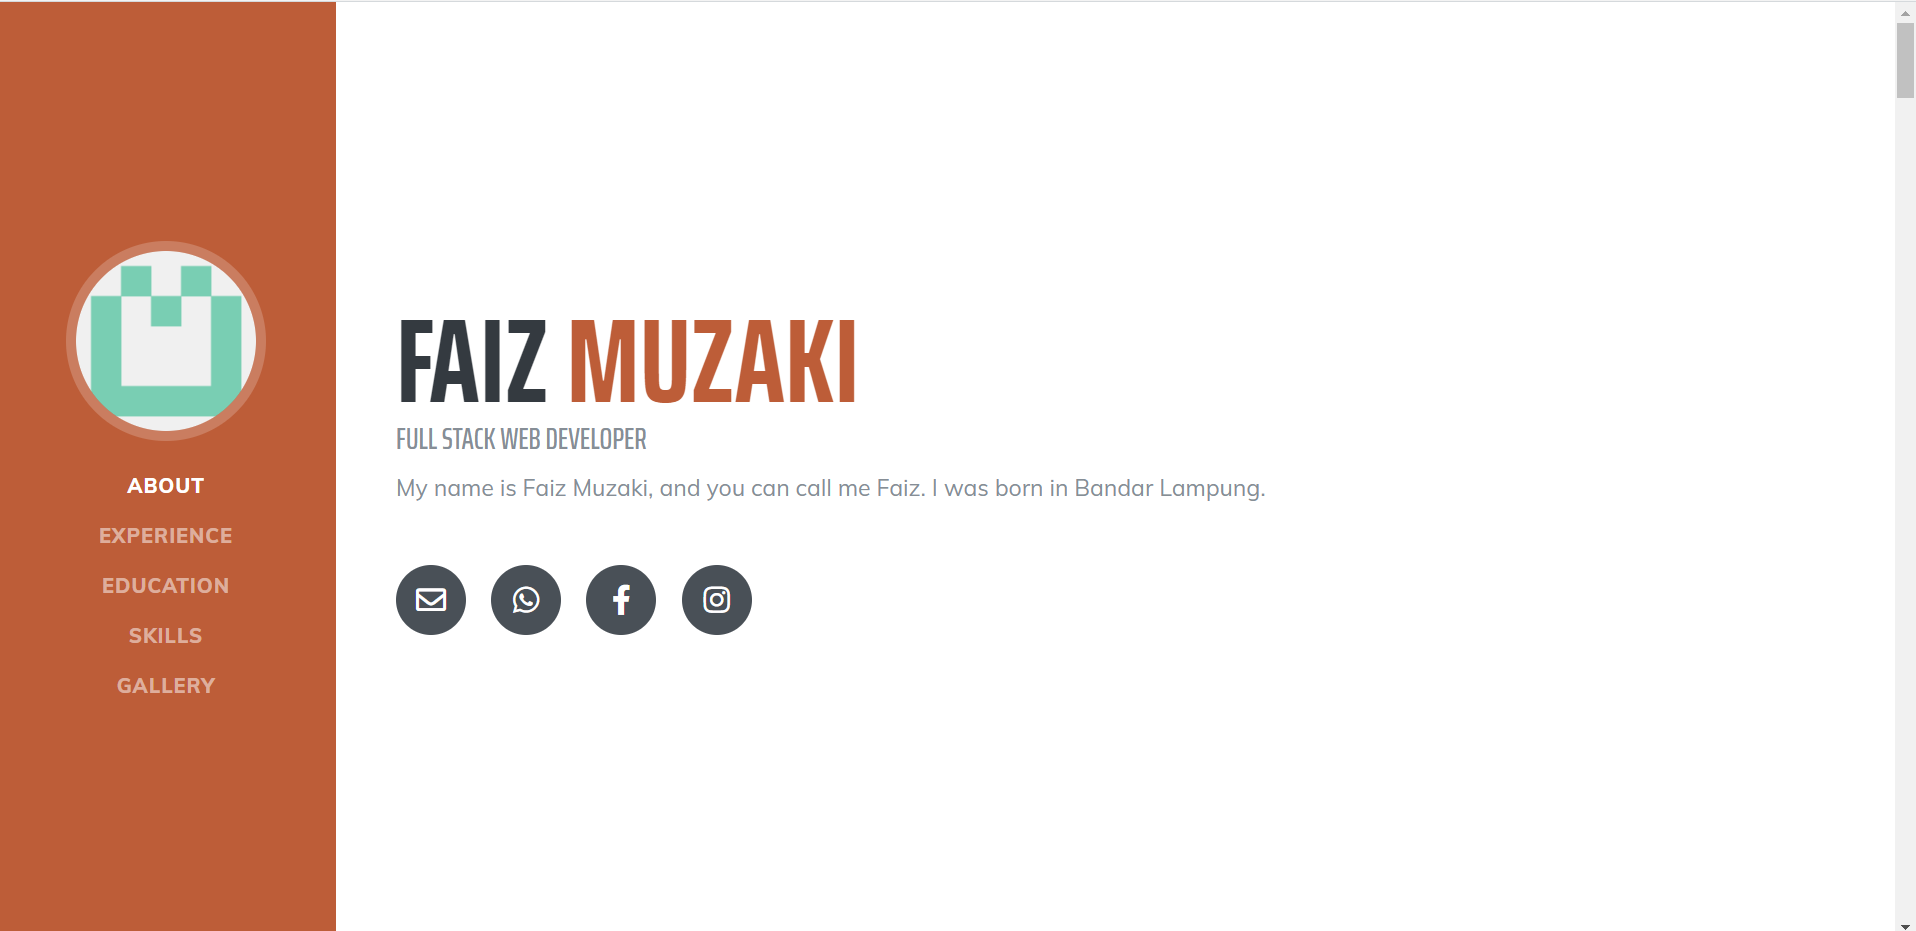 ABOUT
EXPERIENCE
EDUCATION
SKILLS
GALLERY
FAIZ MUZAKI
FULL STACK WEB DEVELOPER
My name is Faiz Muzaki, and you can call me Faiz. I was born in Bandar Lampung.